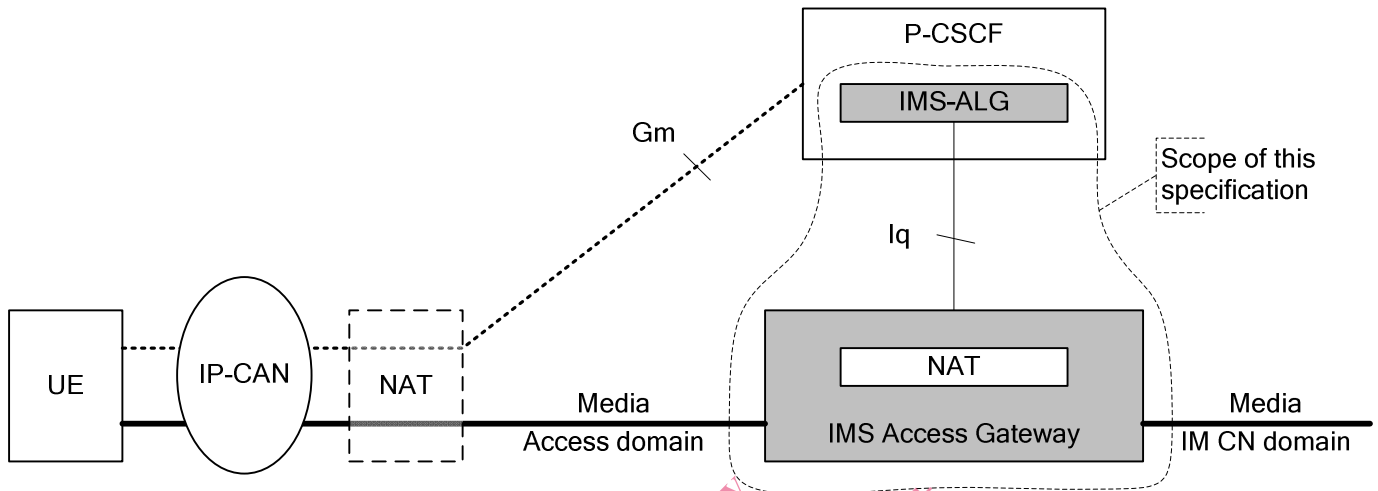 P-CSCF
IMS-ALG
Gm
Scope of this
specification
Iq
UE
IP-CAN
NAT
NAT
Media
Access domain
IMS Access Gateway
Media
IM CN domain